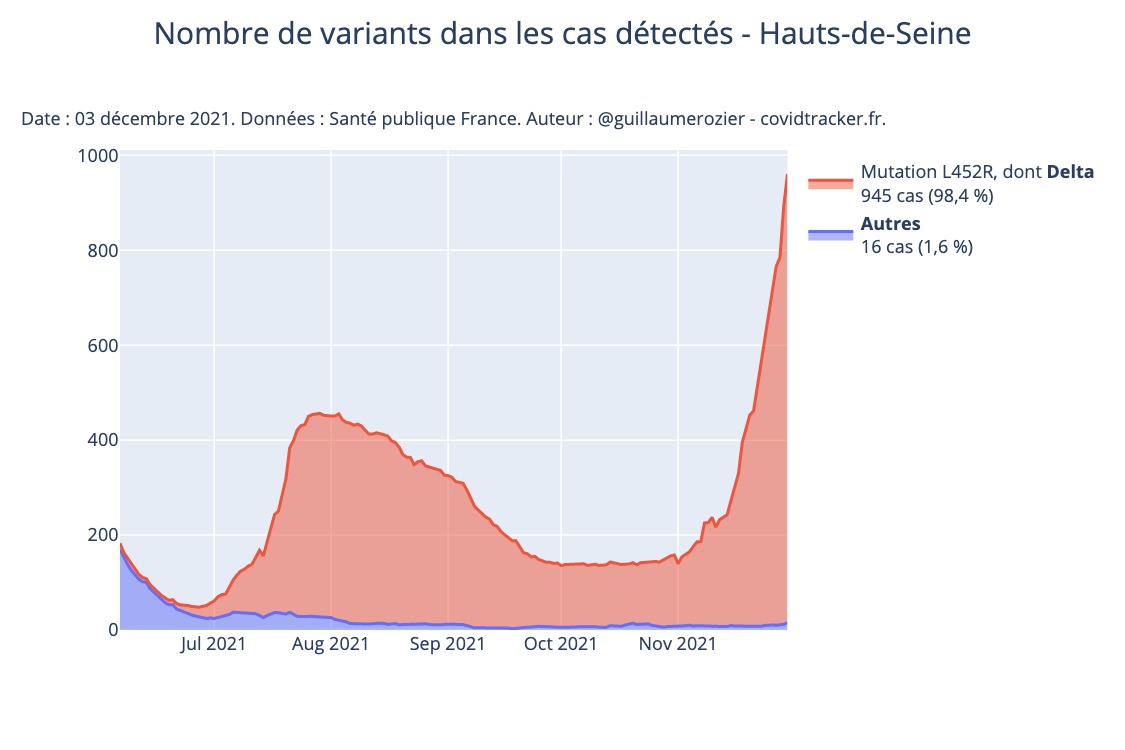 Nombre de variants dans les cas détectés - Hauts-de-Seine
Date : 03 décembre 2021. Données : Santé publique France. Auteur : @guillaumerozier - covidtracker.fr.
1000
800
600
400
200
0
Jul 2021
Aug 2021
Sep 2021
Oct 2021
Nov 2021
Mutation L452R, dont Delta
945 cas (98,4 %)
Autres
16 cas (1,6 %)